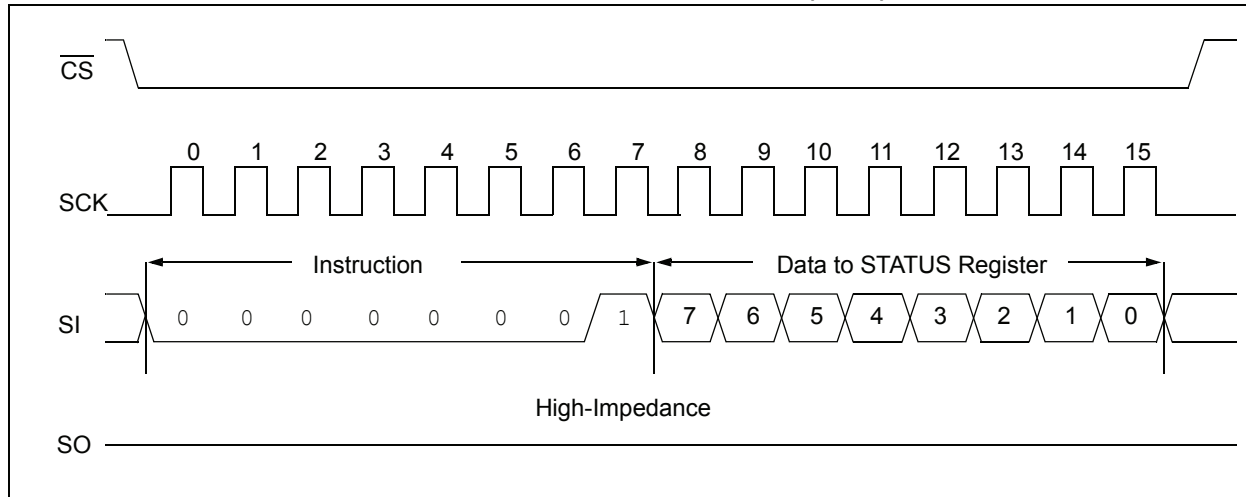 CS
0 1 2 3 4 5 6 7 8 9 10 11 12 13 14 15
SCK
Instruction Data to STATUS Register
SI 0 0 0 0 0 0 0 1 7 6 5 4 3 2 1 0
High-Impedance
SO